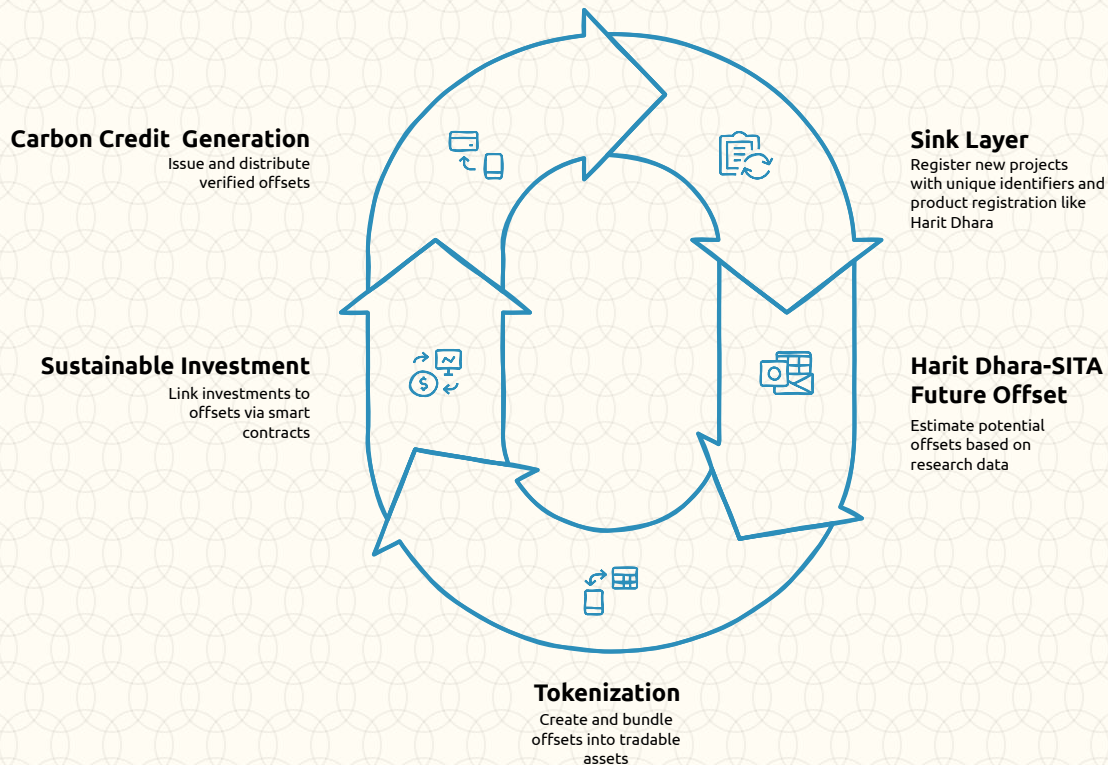 Carbon Credit Generation
Issue and distribute
verified offsets
Sink Layer
Register new projects
with unique identifiers and
product registration like
Harit Dhara
Sustainable Investment
Link investments to
offsets via smart
contracts
Harit Dhara-SITA
Future Offset
Estimate potential
offsets based on
research data
Tokenization
Create and bundle
offsets into tradable
assets